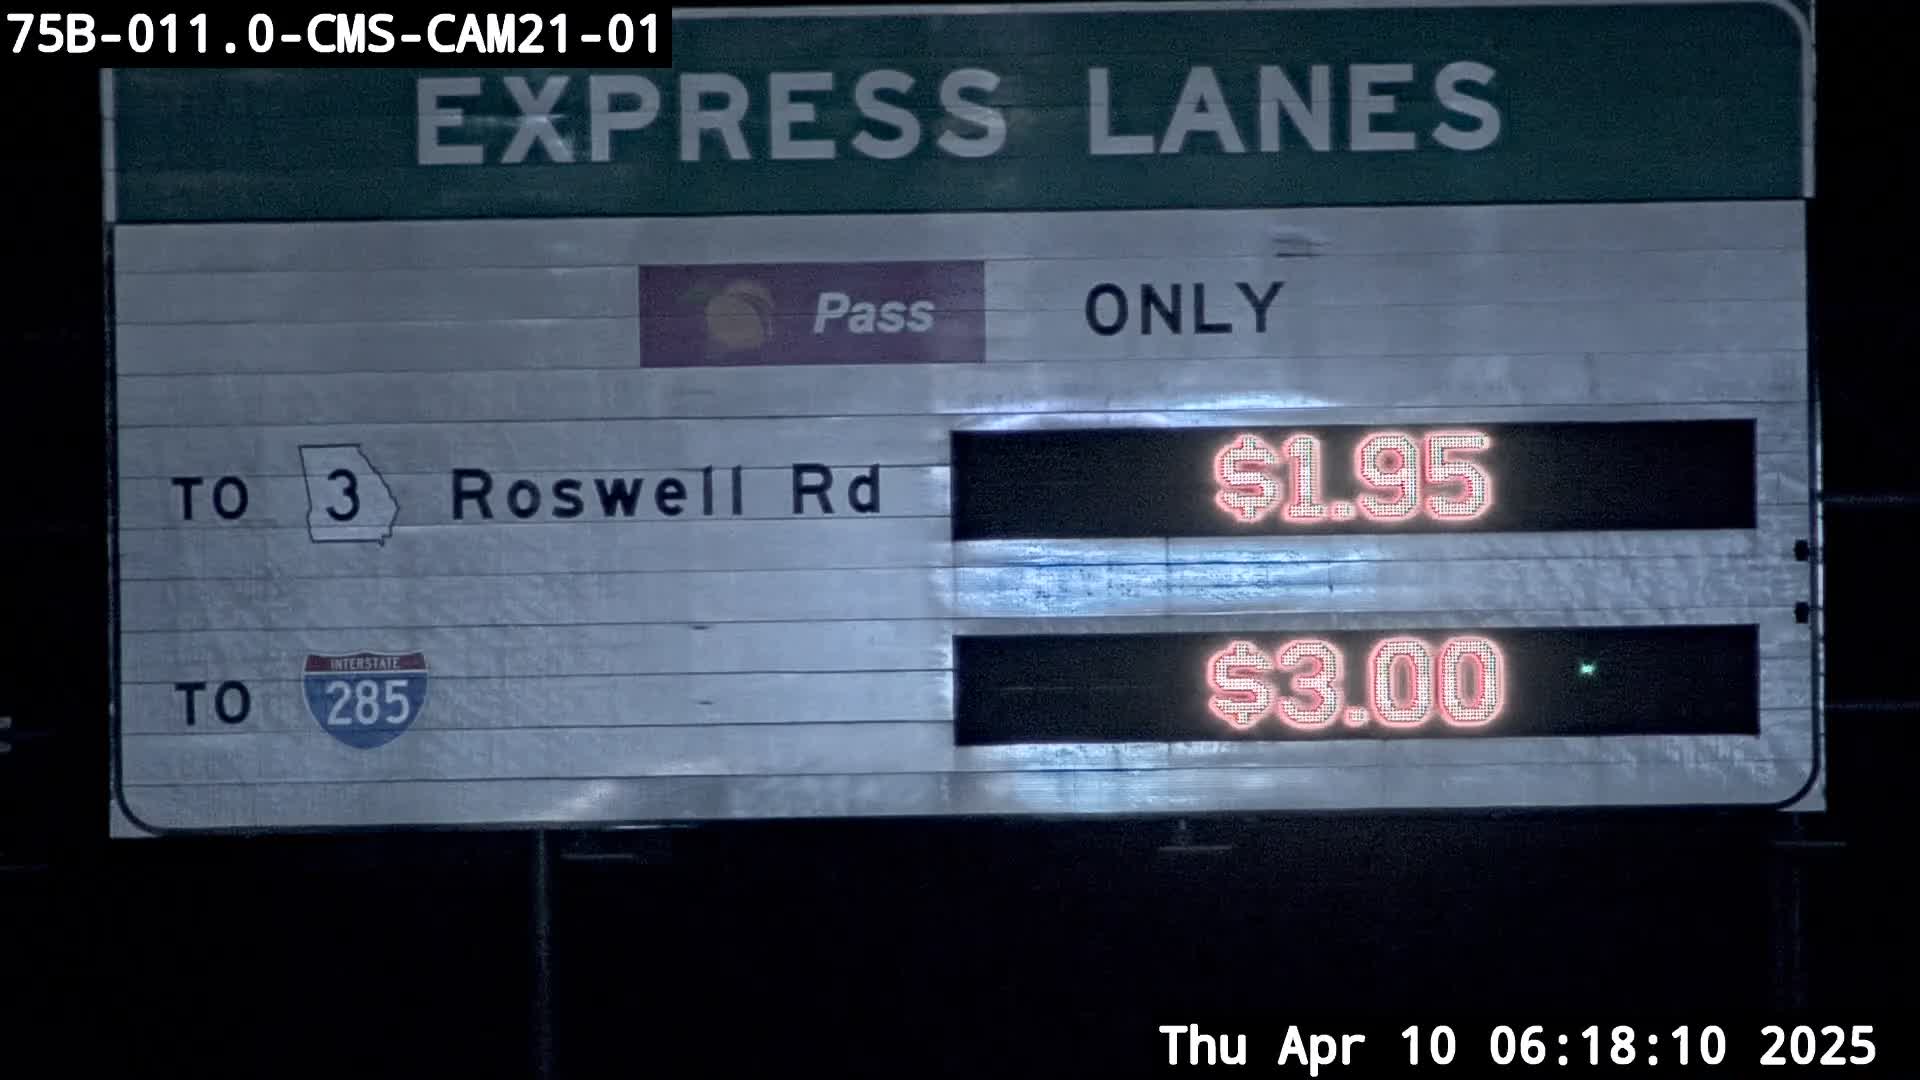 75B-011.0-CMS-CAM21-01
EXPRESS LANES
Pass ONLY
TO 3 Roswell Rd $1.95
INTERSTATE
TO 285 $3.00
Thu Apr 10 06:18:10 2025